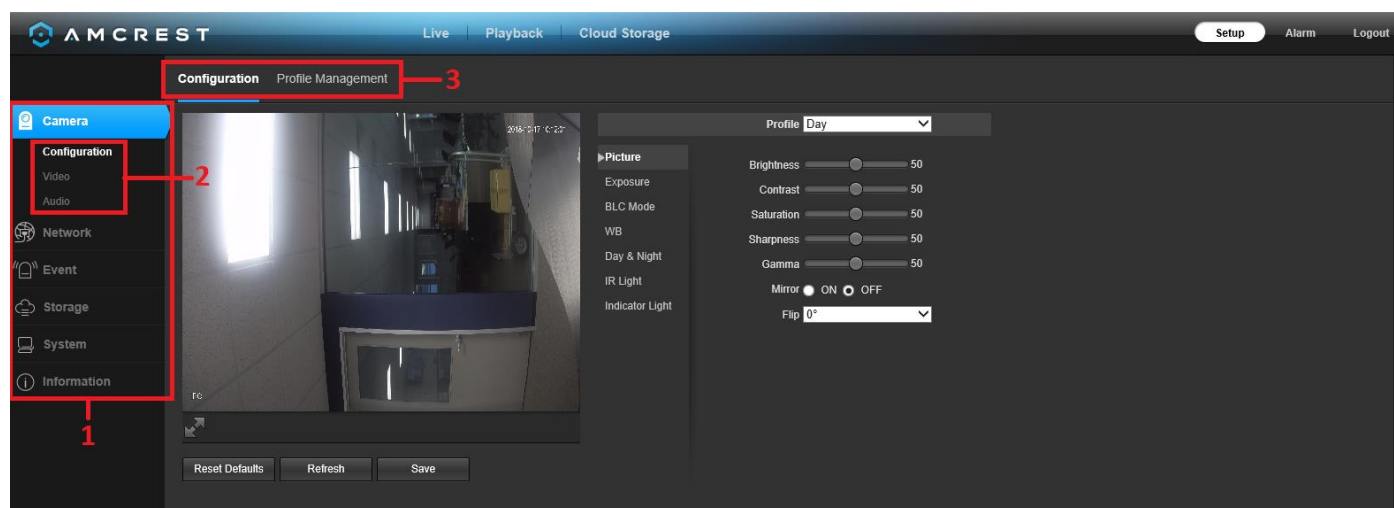 AMCREST Live Playback Cloud Storage Setup Alarm Logout
Configuration Profile Management 3
Camera
Configuration
Video
Audio
2
Network
Event
Storage
System
Information
1
Reset Defaults Refresh Save
Profile Day
Picture
Exposure
BLC Mode
WB
Day & Night
IR Light
Indicator Light
Brightness 50
Contrast 50
Saturation 50
Sharpness 50
Gamma 50
Mirror ON OFF
Flip 0°